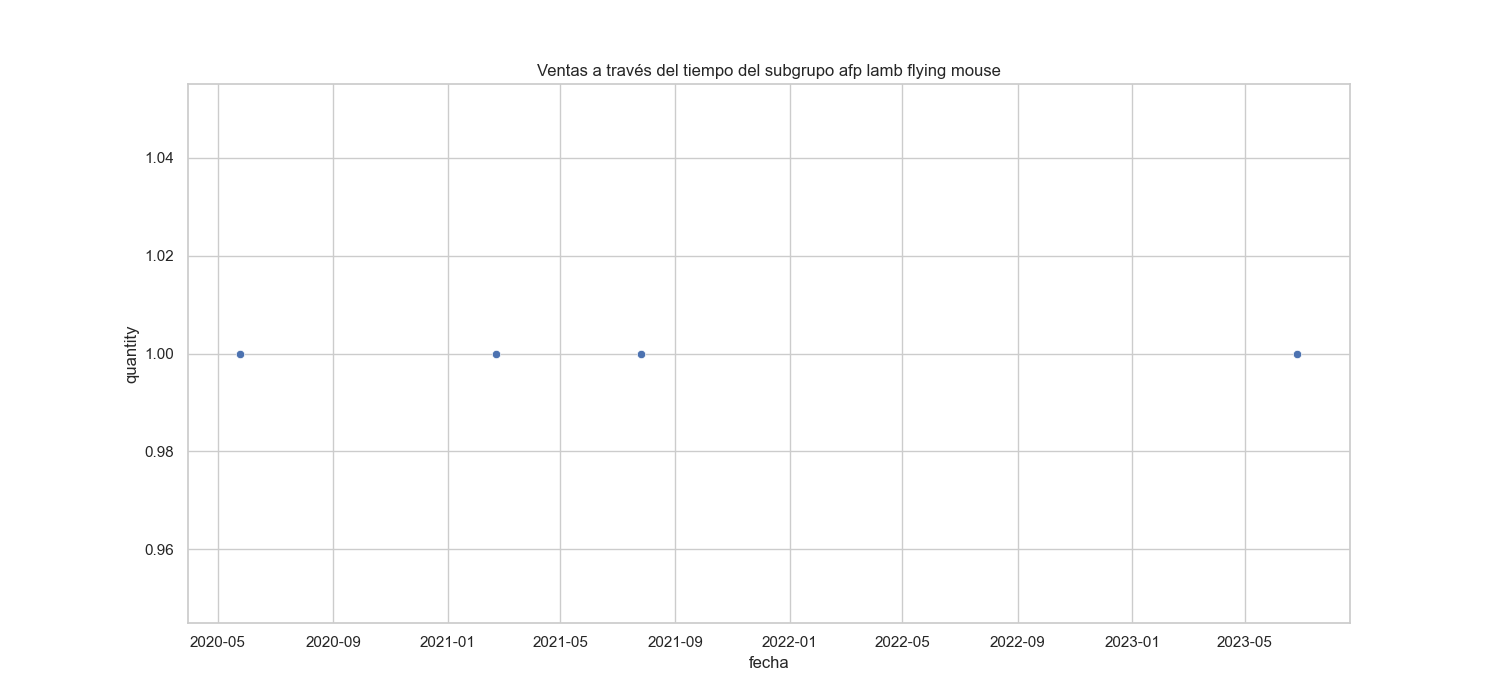 Ventas a través del tiempo del subgrupo afp lamb flying mouse
1.04
1.02
1.00
0.98
0.96
quantity
2020-05 2020-09 2021-01 2021-05 2021-09 2022-01 2022-05 2022-09 2023-01 2023-05
fecha